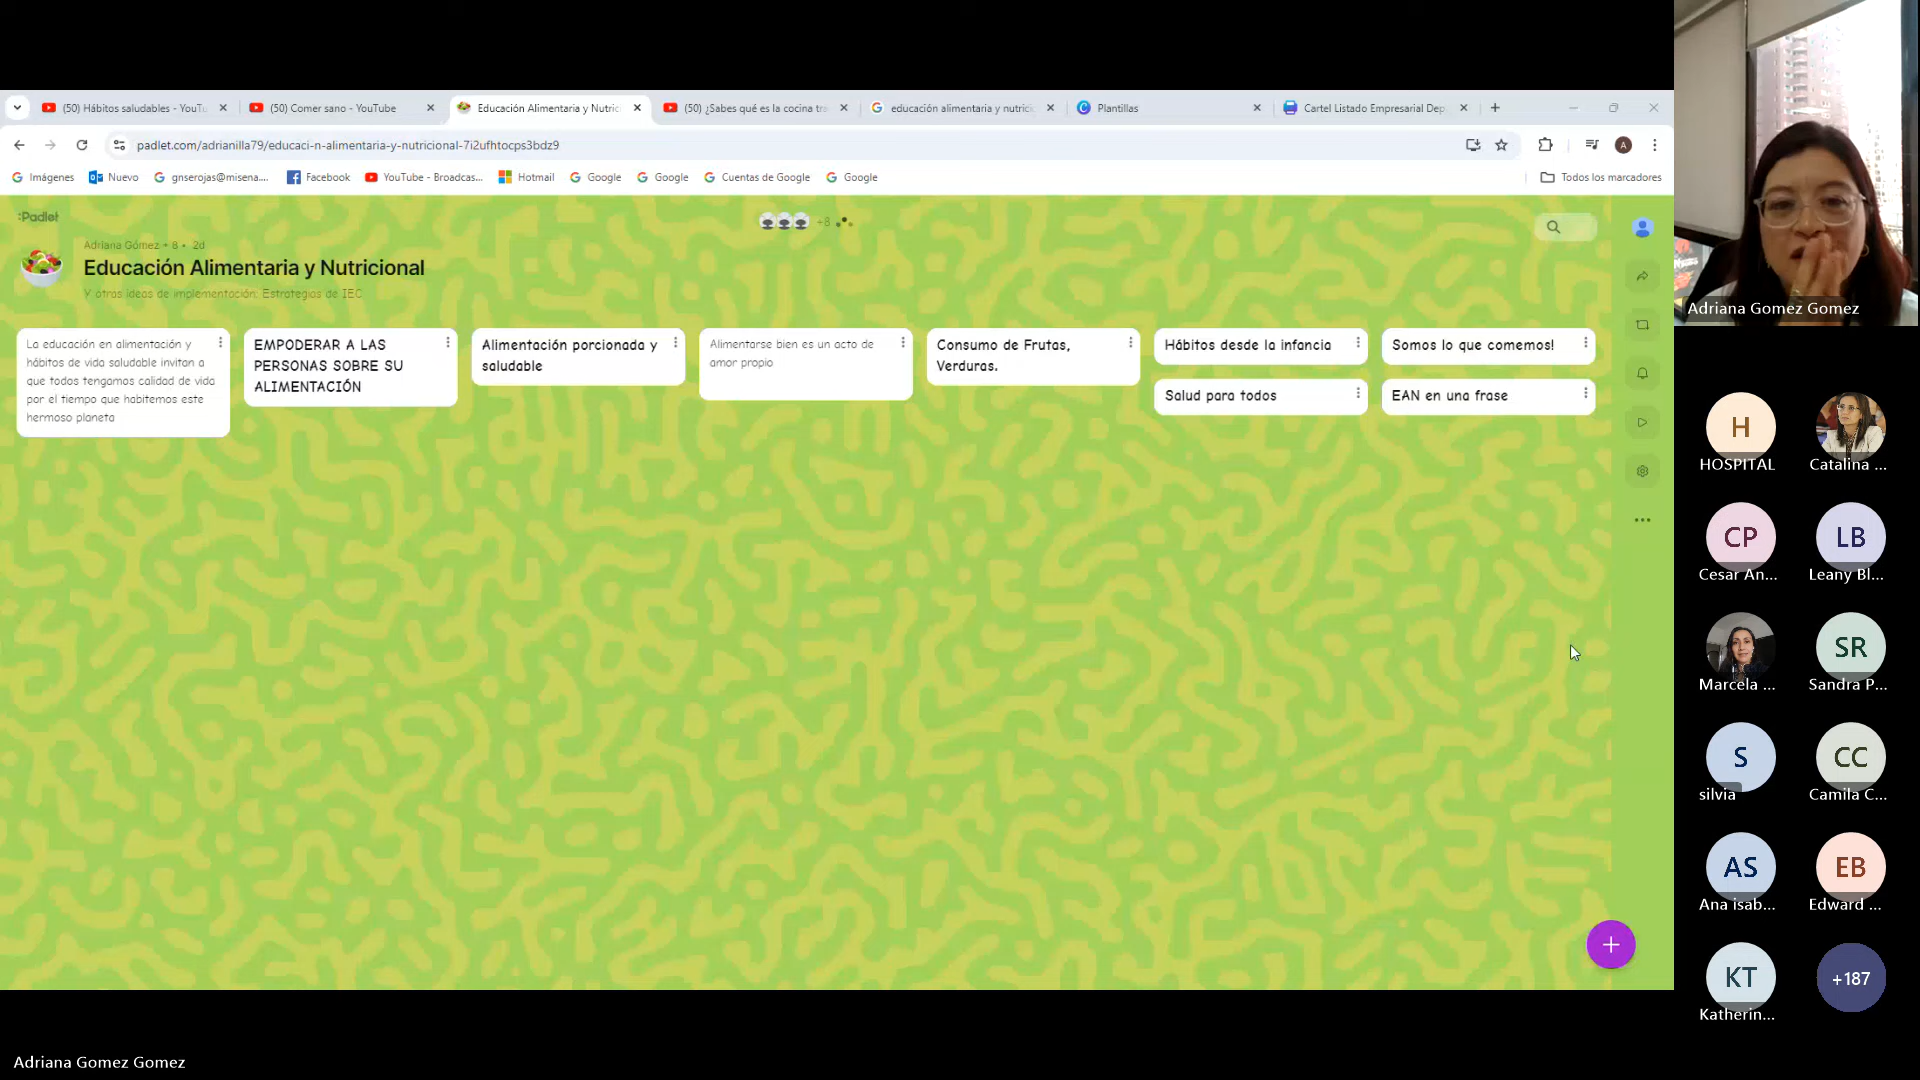 (50) Hábitos saludables - YouTu
(50) Comer sano - YouTube
Educación Alimentaria y Nutric
(50) ¿Sabes qué es la cocina tra
educación alimentaria y nutrici
Plantillas
Cartel Listado Empresarial Dep
padlet.com/adrianilla79/educaci-n-alimentaria-y-nutricional-7i2ufhtocps3bdz9
A
Imágenes
Nuevo
gnserojas@misena....
Facebook
YouTube - Broadcas...
Hotmail
Google
Google
Cuentas de Google
Google
Todos los marcadores
:Padlet
+8
Adriana Gómez + 8 • 2d
Educación Alimentaria y Nutricional
Y otras ideas de implementación: Estrategias de IEC
La educación en alimentación y
hábitos de vida saludable invitan a
que todos tengamos calidad de vida
por el tiempo que habitemos este
hermoso planeta
EMPODERAR A LAS
PERSONAS SOBRE SU
ALIMENTACIÓN
Alimentación porcionada y
saludable
Alimentarse bien es un acto de
amor propio
Consumo de Frutas,
Verduras.
Hábitos desde la infancia
Salud para todos
Somos lo que comemos!
EAN en una frase
Adriana Gomez Gomez
H
HOSPITAL
Catalina ...
CP
Cesar An...
LB
Leany Bl...
Marcela ...
SR
Sandra P...
S
silvia
CC
Camila C...
AS
Ana isab...
EB
Edward ...
KT
Katherin...
+187
Adriana Gomez Gomez